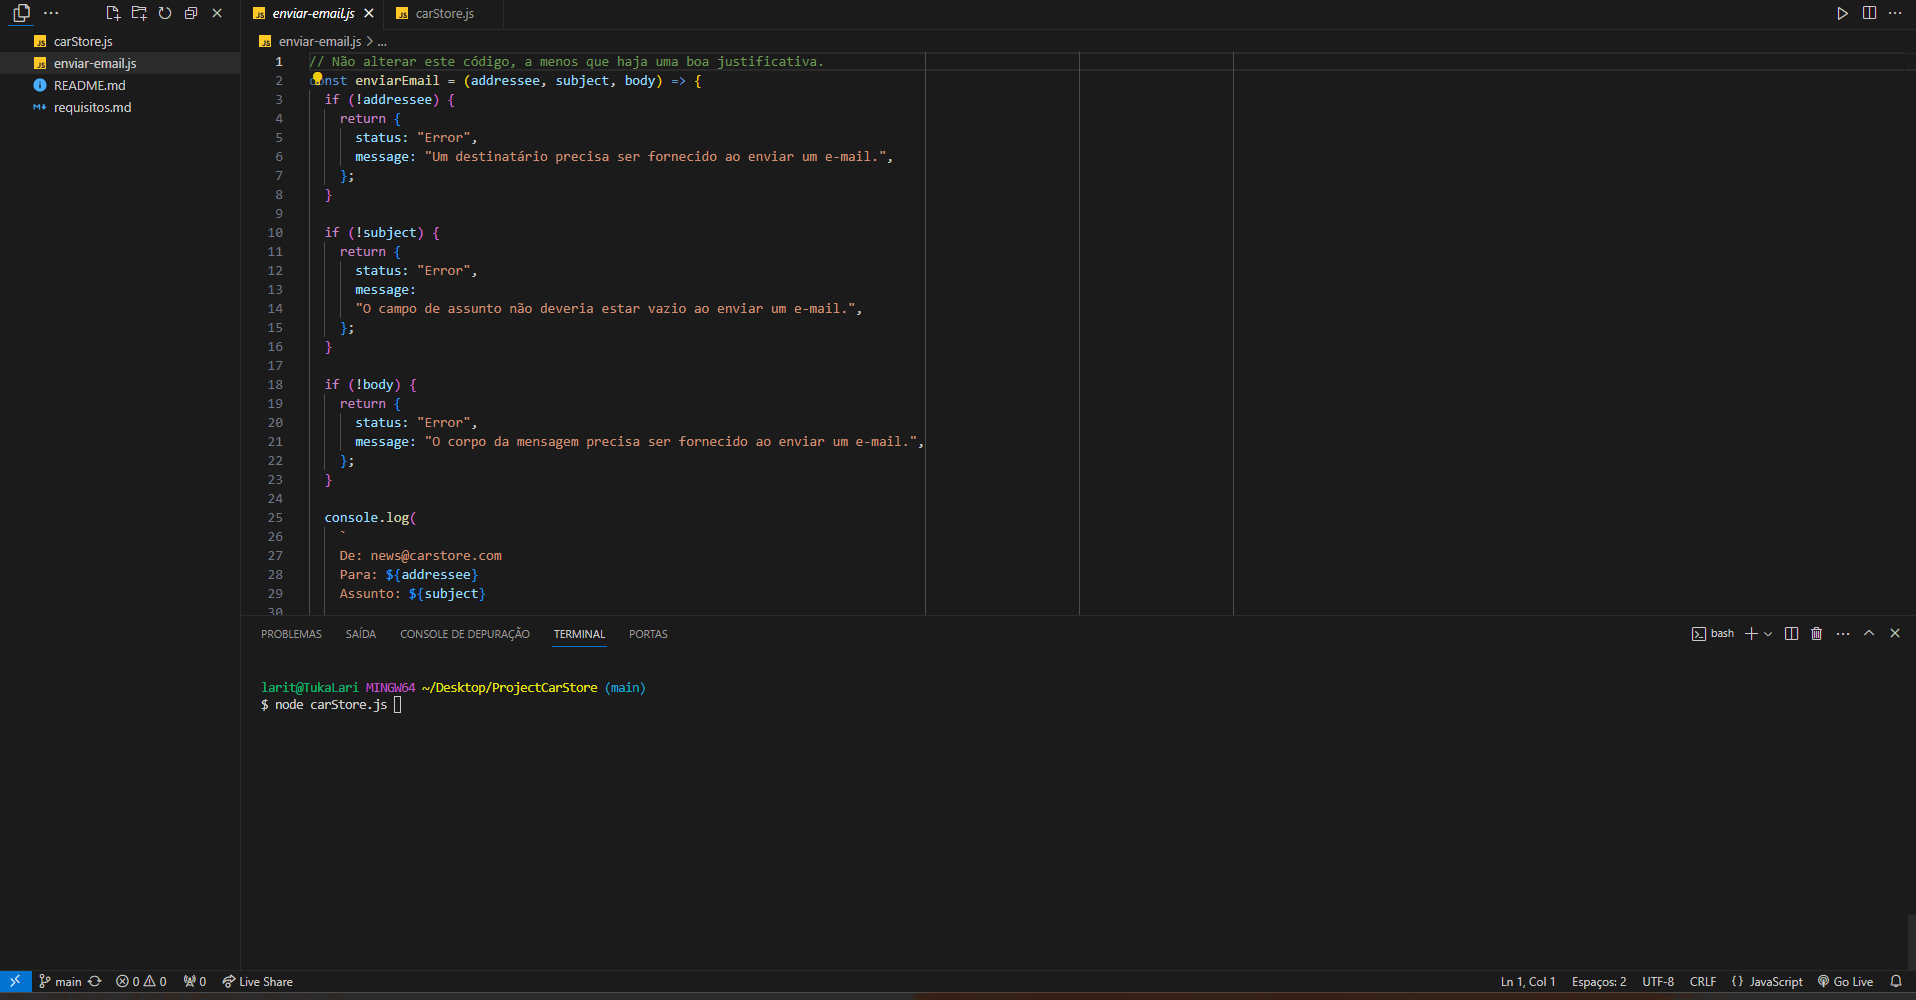 enviar-email.js
carStore.js
carStore.js
enviar-email.js
README.md
requisitos.md
enviar-email.js > ...
1 // Não alterar este código, a menos que haja uma boa justificativa.
2 const enviarEmail = (addressee, subject, body) => {
3 if (!addressee) {
4 return {
5 status: "Error",
6 message: "Um destinatário precisa ser fornecido ao enviar um e-mail.",
7 };
8 }
9
10 if (!subject) {
11 return {
12 status: "Error",
13 message:
14 "O campo de assunto não deveria estar vazio ao enviar um e-mail.",
15 };
16 }
17
18 if (!body) {
19 return {
20 status: "Error",
21 message: "O corpo da mensagem precisa ser fornecido ao enviar um e-mail.",
22 };
23 }
24
25 console.log(
26 `
27 De: news@carstore.com
28 Para: ${addressee}
29 Assunto: ${subject}
30
PROBLEMAS SAÍDA CONSOLE DE DEPURAÇÃO TERMINAL PORTAS
bash
larit@TukaLari MINGW64 ~/Desktop/ProjectCarStore (main)
$ node carStore.js
main 0 0 0 Live Share
Ln 1, Col 1 Espaços: 2 UTF-8 CRLF {} JavaScript Go Live